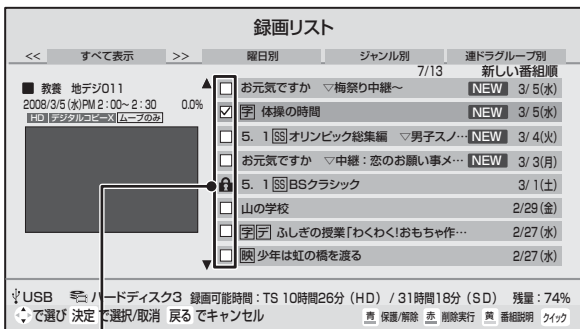 録画リスト
<< すべて表示 >> 曜日別 ジャンル別 連ドラグループ別
7/13 新しい番組順
■ 教養 地デジ011
2008/3/5(水)PM 2:00~2:30 0.0%
HD デジタルコピーX ムーブのみ
お元気ですか ▽梅祭り中継~ NEW 3/5(水)
字 体操の時間 NEW 3/5(水)
5.1 SS オリンピック総集編 ▽男子スノ… NEW 3/4(火)
お元気ですか ▽中継:恋のお願い事メ… NEW 3/3(月)
5.1 SS BSクラシック 3/1(土)
山の学校 2/29(金)
字 デ ふしぎの授業「わくわく!おもちゃ作… 2/27(水)
映 少年は虹の橋を渡る 2/27(水)
USB ハードディスク3 録画可能時間:TS 10時間26分(HD)/31時間18分(SD) 残量:74%
で選び 決定 で選択/取消 戻る でキャンセル 青 保護/解除 赤 削除実行 黄 番組説明 クイック